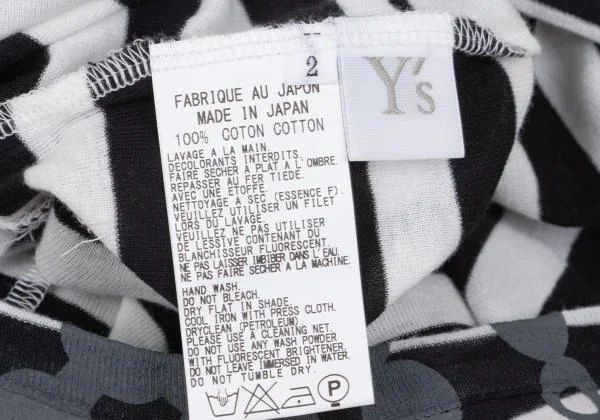 2
Y's
FABRIQUE AU JAPON
MADE IN JAPAN
100% COTON COTTON
LAVAGE A LA MAIN.
DECOLORANTS INTERDITS.
FAIRE SECHER A PLAT A L'OMBRE.
REPASSER AU FER TIEDE.
AVEC UNE ETOFFE.
NETTOYAGE A SEC (ESSENCE F).
VEUILLEZ UTILISER UN FILET
LORS DU LAVAGE.
VEUILLEZ NE PAS UTILISER
DE LESSIVE CONTENANT DU
BLANCHISSEUR FLUORESCENT.
NE PAS LAISSER IMBIBER DANS L'EAU.
NE PAS FAIRE SECHER A LA MACHINE.
HAND WASH.
DO NOT BLEACH.
DRY FLAT IN SHADE.
COOL IRON WITH PRESS CLOTH.
DRYCLEAN (PETROLEUM)
PLEASE USE A CLEANING NET.
DO NOT USE ANY WASH POWDER
WITH FLUORESCENT BRIGHTENER.
DO NOT LEAVE IMMERSED IN WATER.
DO NOT TUMBLE DRY.
P